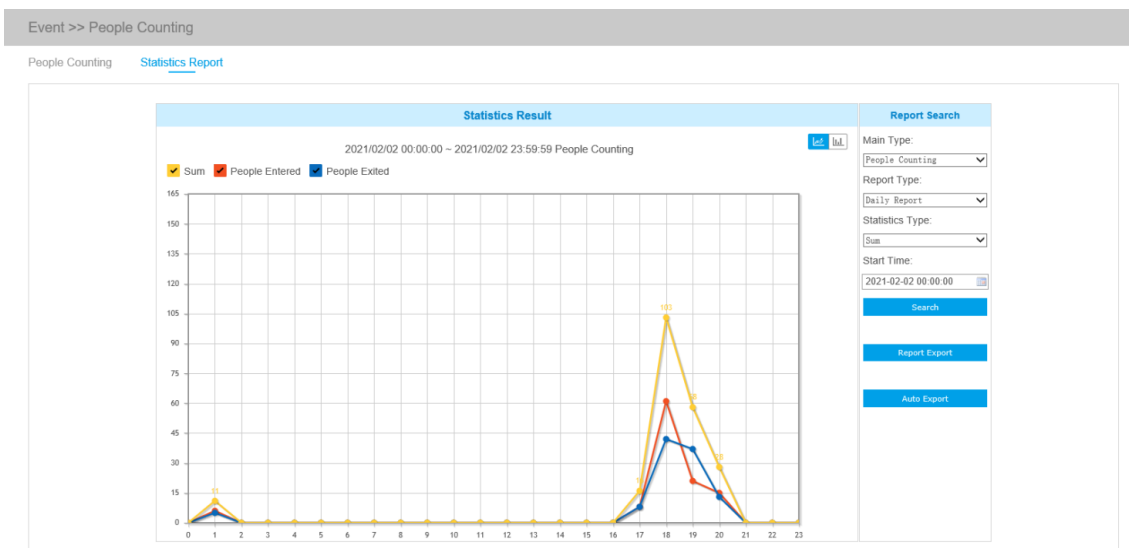 Event >> People Counting
People Counting Statistics Report
Statistics Result
2021/02/02 00:00:00 ~ 2021/02/02 23:59:59 People Counting
Sum People Entered People Exited
165
150
135
120
105
90
75
60
45
30
15
0
103
28
11
0 1 2 3 4 5 6 7 8 9 10 11 12 13 14 15 16 17 18 19 20 21 22 23
Report Search
Main Type:
People Counting
Report Type:
Daily Report
Statistics Type:
Sum
Start Time:
2021-02-02 00:00:00
Search
Report Export
Auto Export